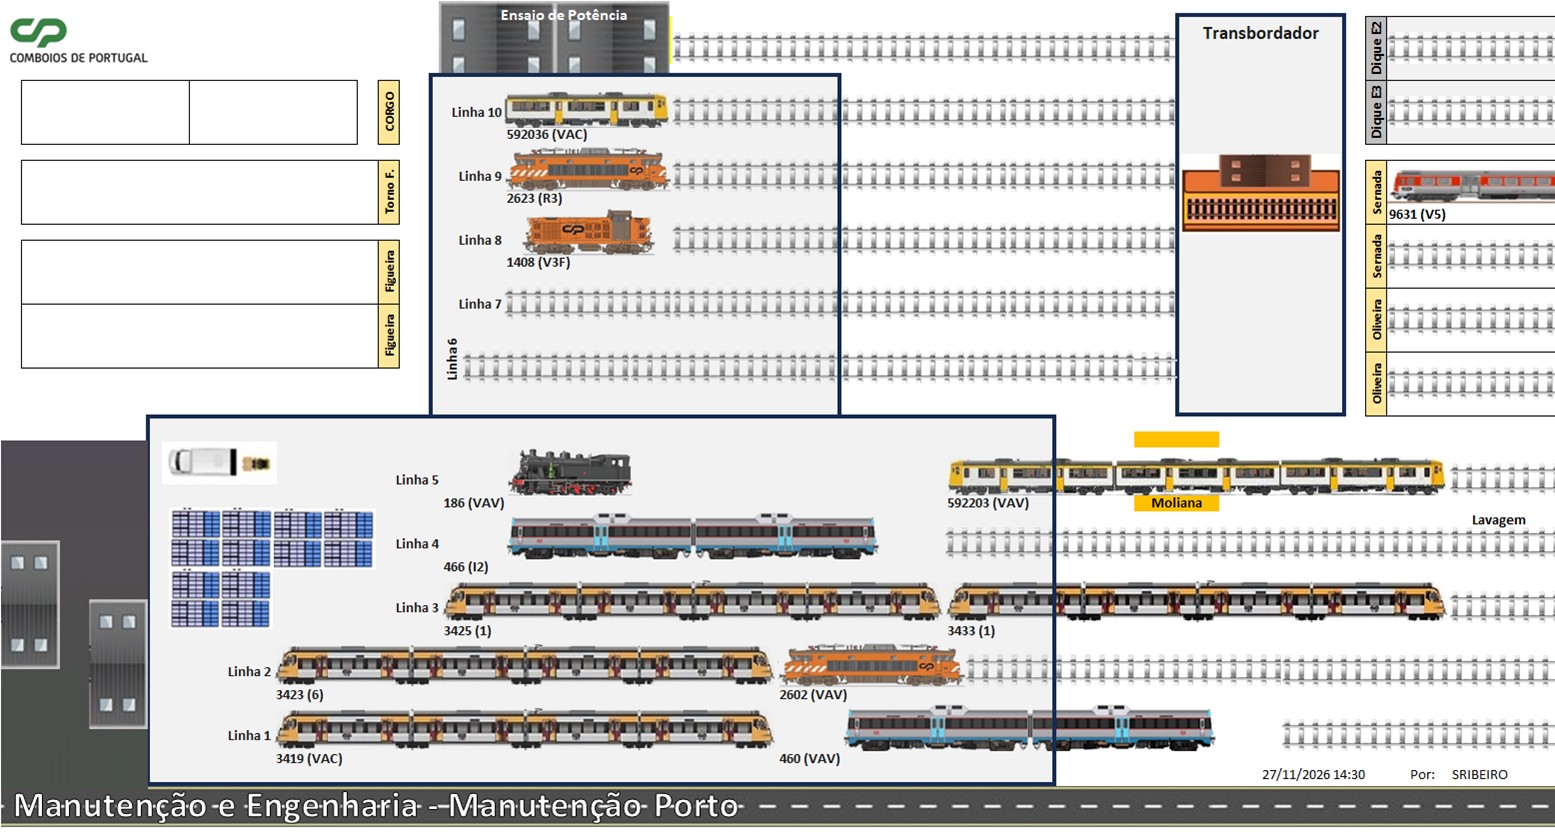 Ensaio de Potência
CP
COMBOIOS DE PORTUGAL
Transbordador
Dique E2
Dique E3
CORGO
Torno F.
Figueira
Figueira
Linha 10
592036 (VAC)
Linha 9
2623 (R3)
Linha 8
1408 (V3F)
Linha 7
Linha 6
Sernada
9631 (V5)
Sernada
Oliveira
Oliveira
Linha 5
186 (VAV)
592203 (VAV)
Moliana
Lavagem
Linha 4
466 (I2)
Linha 3
3425 (1)
3433 (1)
Linha 2
3423 (6)
2602 (VAV)
Linha 1
3419 (VAC)
460 (VAV)
27/11/2026 14:30 Por: SRIBEIRO
Manutenção e Engenharia - Manutenção Porto